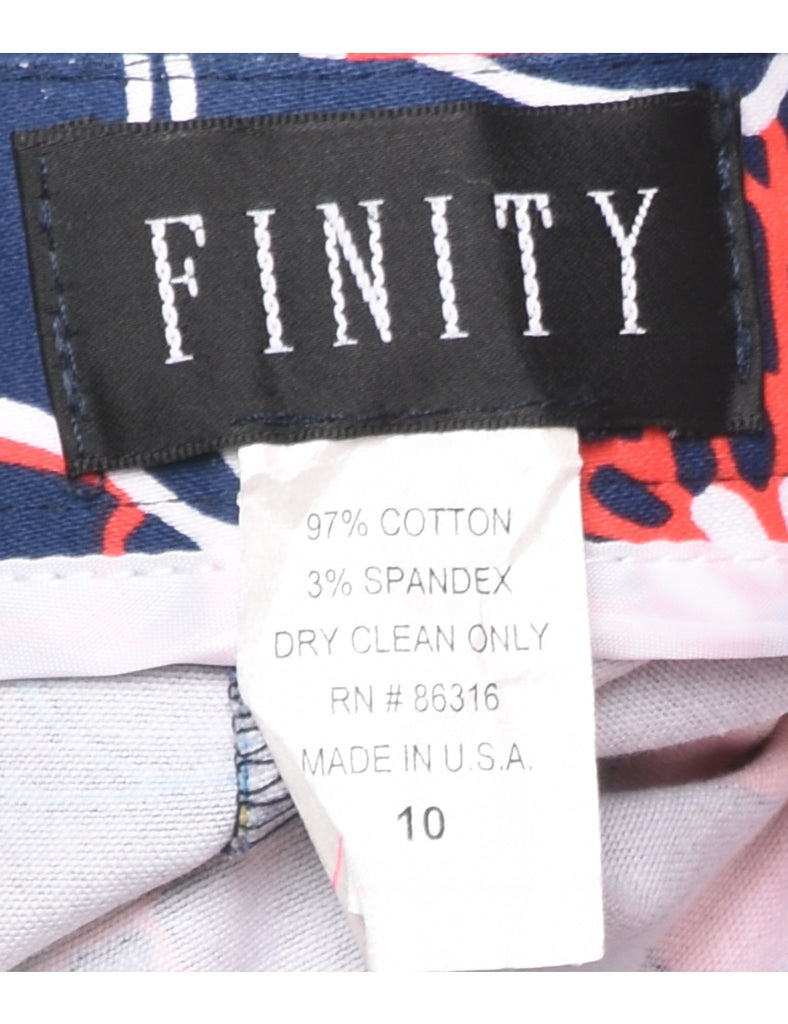 FINITY
97% COTTON
3% SPANDEX
DRY CLEAN ONLY
RN # 86316
MADE IN U.S.A.
10